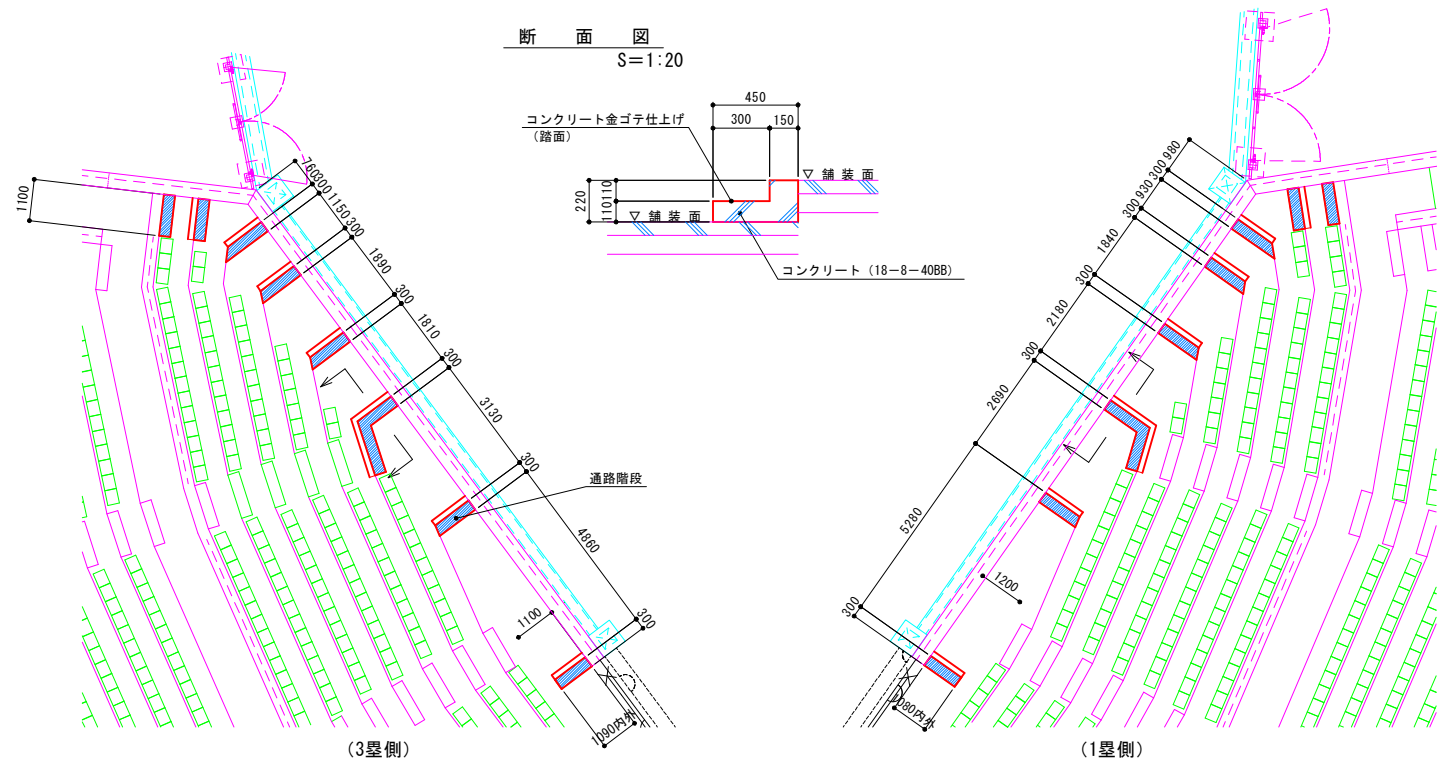 断 面 図
S=1:20
450
300
150
コンクリート金ゴテ仕上げ
(踏面)
▽ 舗 装 面
220
110
110
▽ 舗 装 面
コンクリート (18-8-40BB)
1100
760
300
1150
300
1890
300
1810
300
3130
300
4860
300
通路階段
1100
1090内外
(3塁側)
980
300
930
300
1840
300
2180
300
2690
5280
300
1200
1080内外
(1塁側)